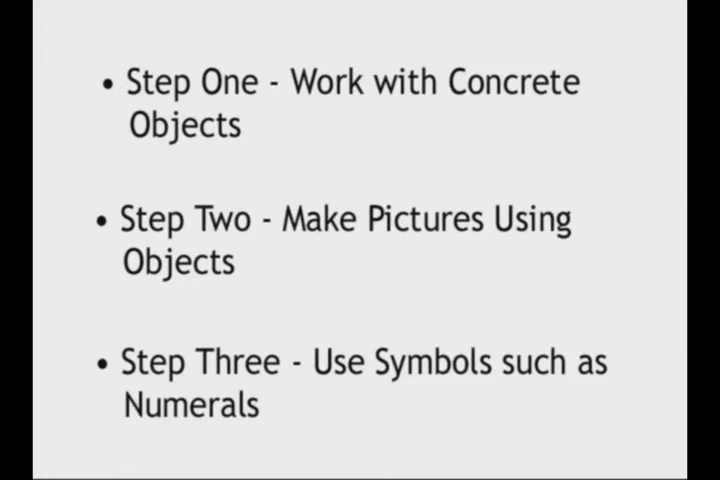 • Step One - Work with Concrete
Objects
• Step Two - Make Pictures Using
Objects
• Step Three - Use Symbols such as
Numerals